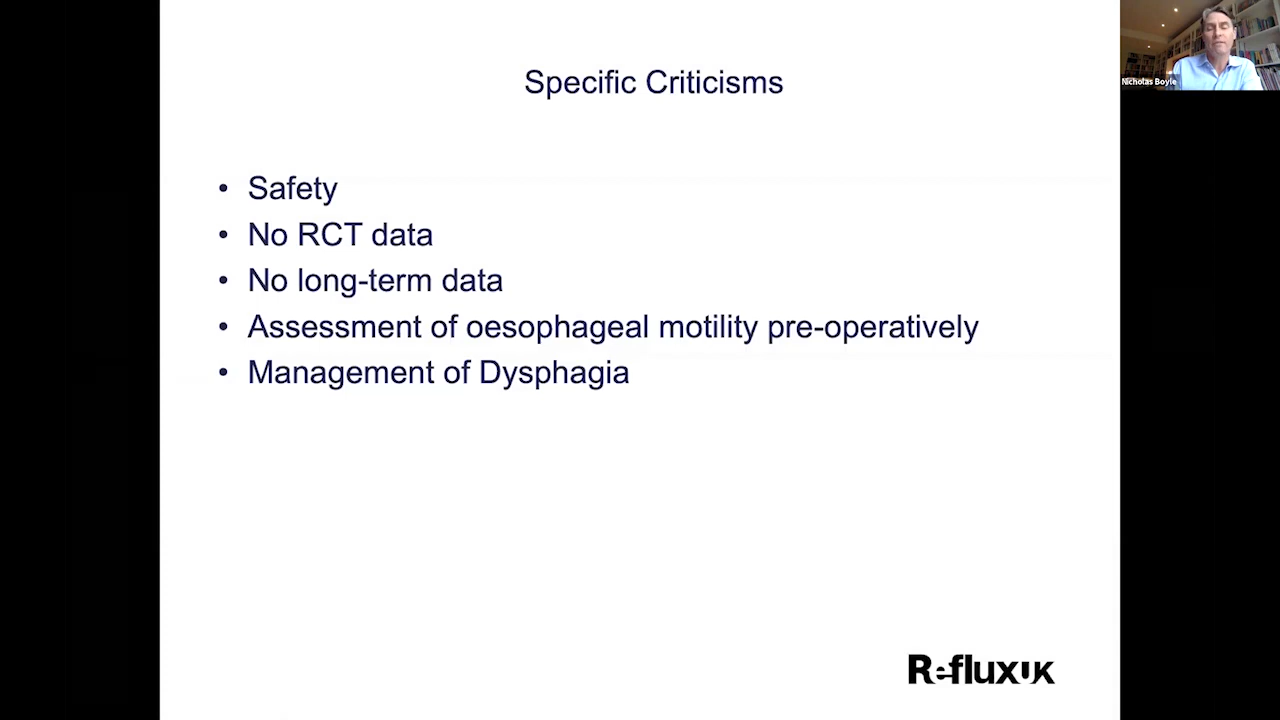 Specific Criticisms
Nicholas Boyle
• Safety
• No RCT data
• No long-term data
• Assessment of oesophageal motility pre-operatively
• Management of Dysphagia
RefluxUK